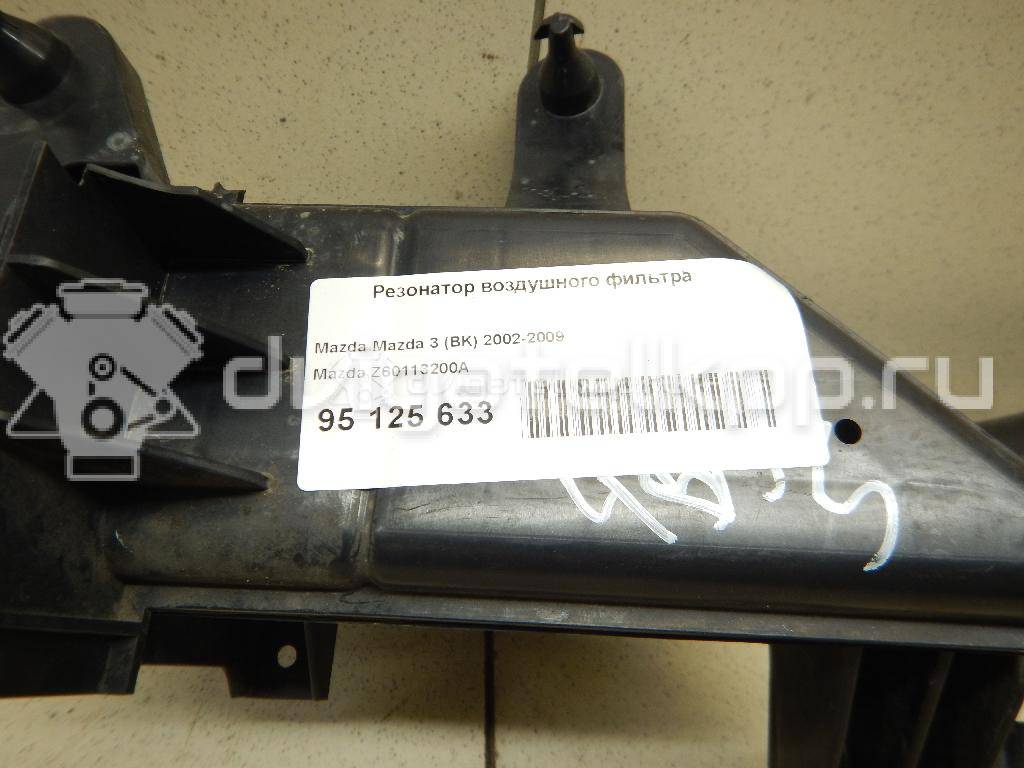 Резонатор воздушного фильтра
Mazda Mazda 3 (BK) 2002-2009
Mazda Z60113200A
95 125 633